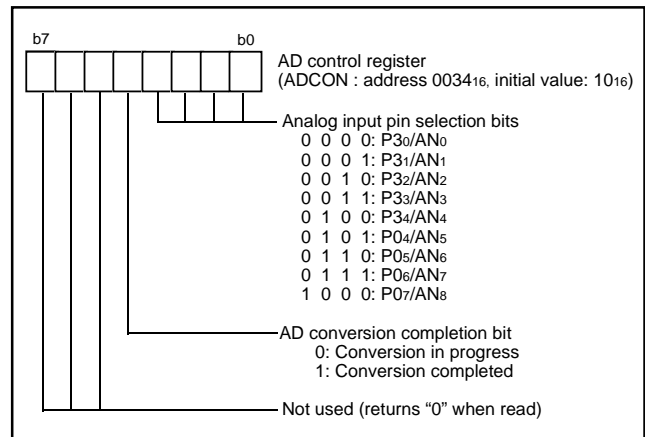 b7 b0
AD control register
(ADCON : address 003416, initial value: 1016)
Analog input pin selection bits
0 0 0 0: P30/AN0
0 0 0 1: P31/AN1
0 0 1 0: P32/AN2
0 0 1 1: P33/AN3
0 1 0 0: P34/AN4
0 1 0 1: P04/AN5
0 1 1 0: P05/AN6
0 1 1 1: P06/AN7
1 0 0 0: P07/AN8
AD conversion completion bit
0: Conversion in progress
1: Conversion completed
Not used (returns “0” when read)